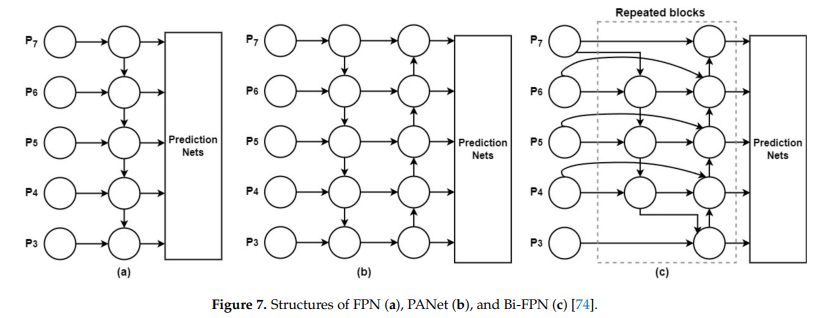 Repeated blocks
P7
P6
P5
P4
P3
Prediction
Nets
(a)
P7
P6
P5
P4
P3
Prediction
Nets
(b)
P7
P6
P5
P4
P3
Prediction
Nets
(c)
Figure 7. Structures of FPN (a), PANet (b), and Bi-FPN (c) [74].